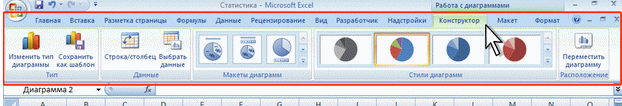 Статистика - Microsoft Excel
Работа с диаграммами
Главная Вставка Разметка страницы Формулы Данные Рецензирование Вид Разработчик Надстройки Конструктор Макет Формат
Изменить тип диаграммы
Сохранить как шаблон
Строка/столбец
Выбрать данные
Переместить диаграмму
Тип Данные Макеты диаграмм Стили диаграмм Расположение
Диаграмма 2 fx
A B C D E F G H I J K L M N O